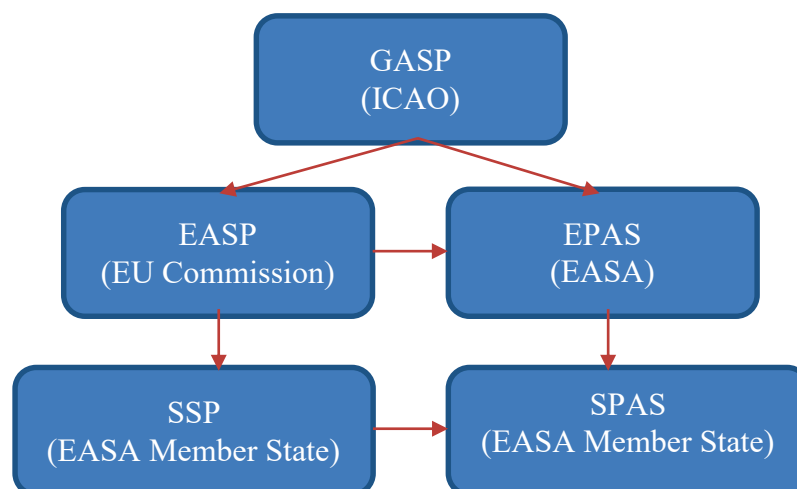 GASP
(ICAO)
EASP
(EU Commission)
EPAS
(EASA)
SSP
(EASA Member State)
SPAS
(EASA Member State)